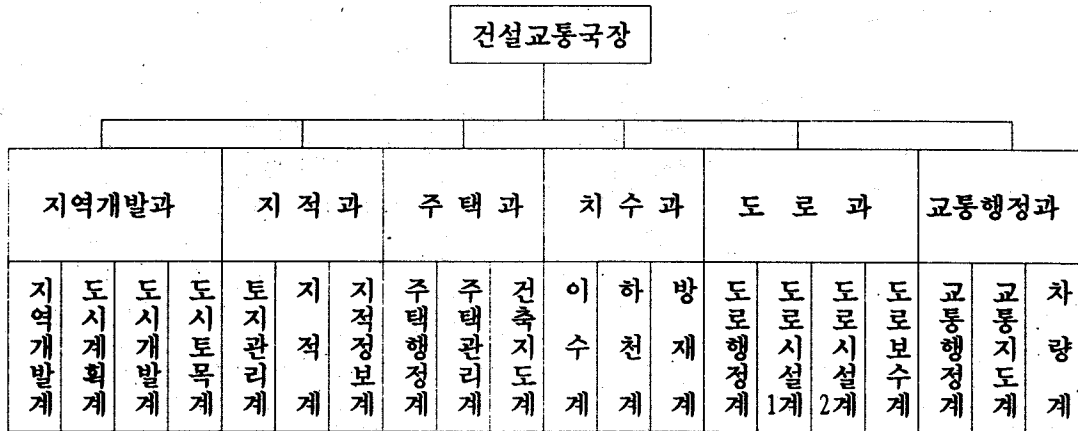 건설교통국장
지역개발과 지적과 주택과 치수과 도로과 교통행정과
지역개발계
도시계획계
도시개발계
도시토목계
토지관리계
지적계
지적정보계
주택행정계
주택관리계
건축지도계
이수계
하천계
방재계
도로행정계
도로시설1계
도로시설2계
도로보수계
교통행정계
교통지도계
차량계